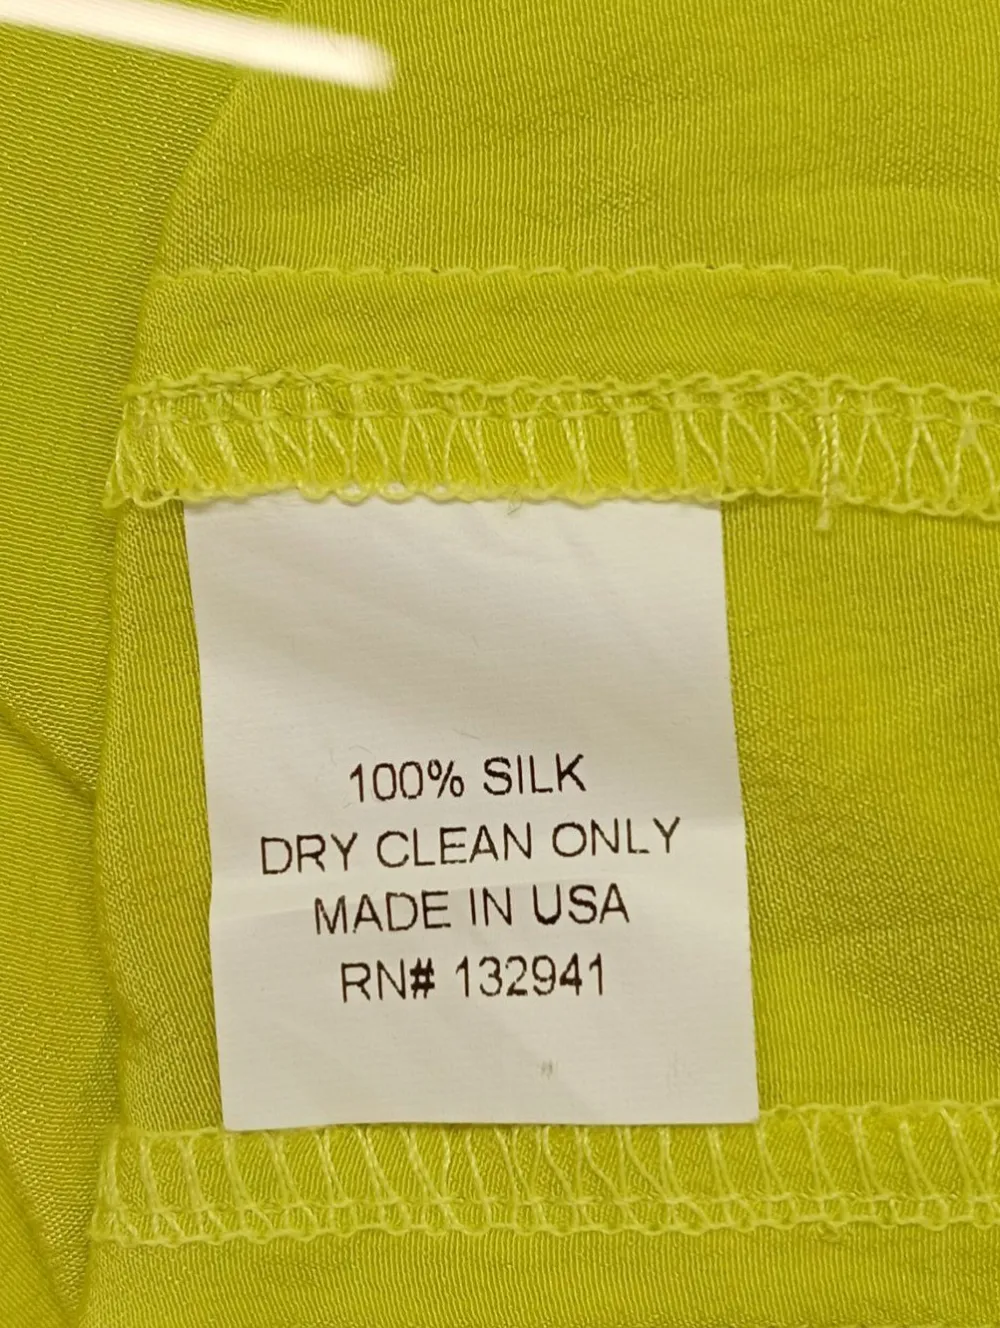 100% SILK
DRY CLEAN ONLY
MADE IN USA
RN# 132941